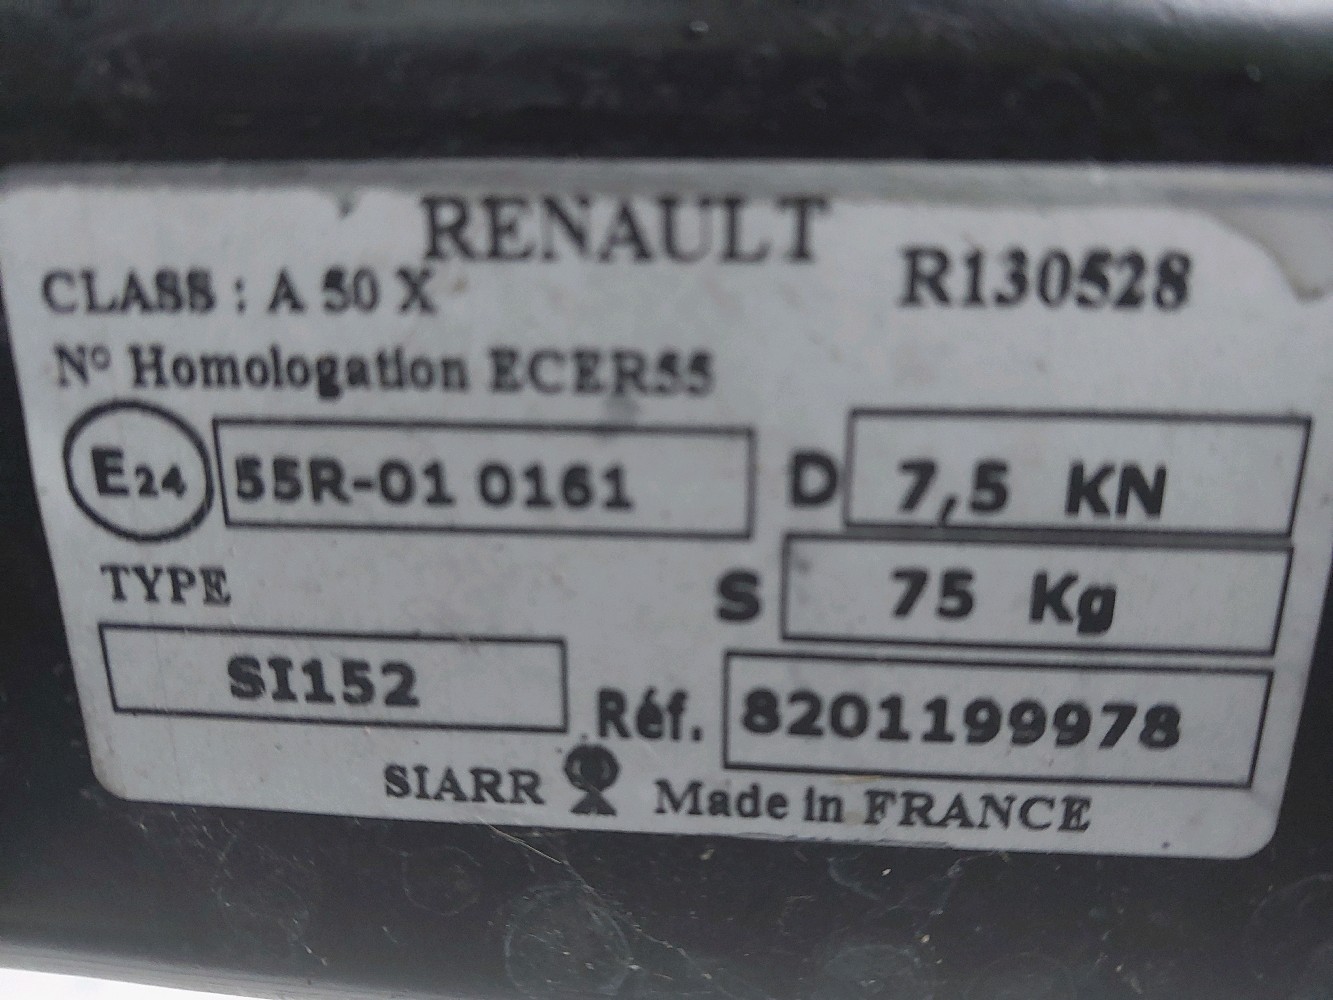 RENAULT
CLASS : A 50 X
R130528
N° Homologation ECER55
E24
55R-01 0161
D 7,5 KN
TYPE
S 75 Kg
SI152
Réf. 8201199978
SIARR Made in FRANCE